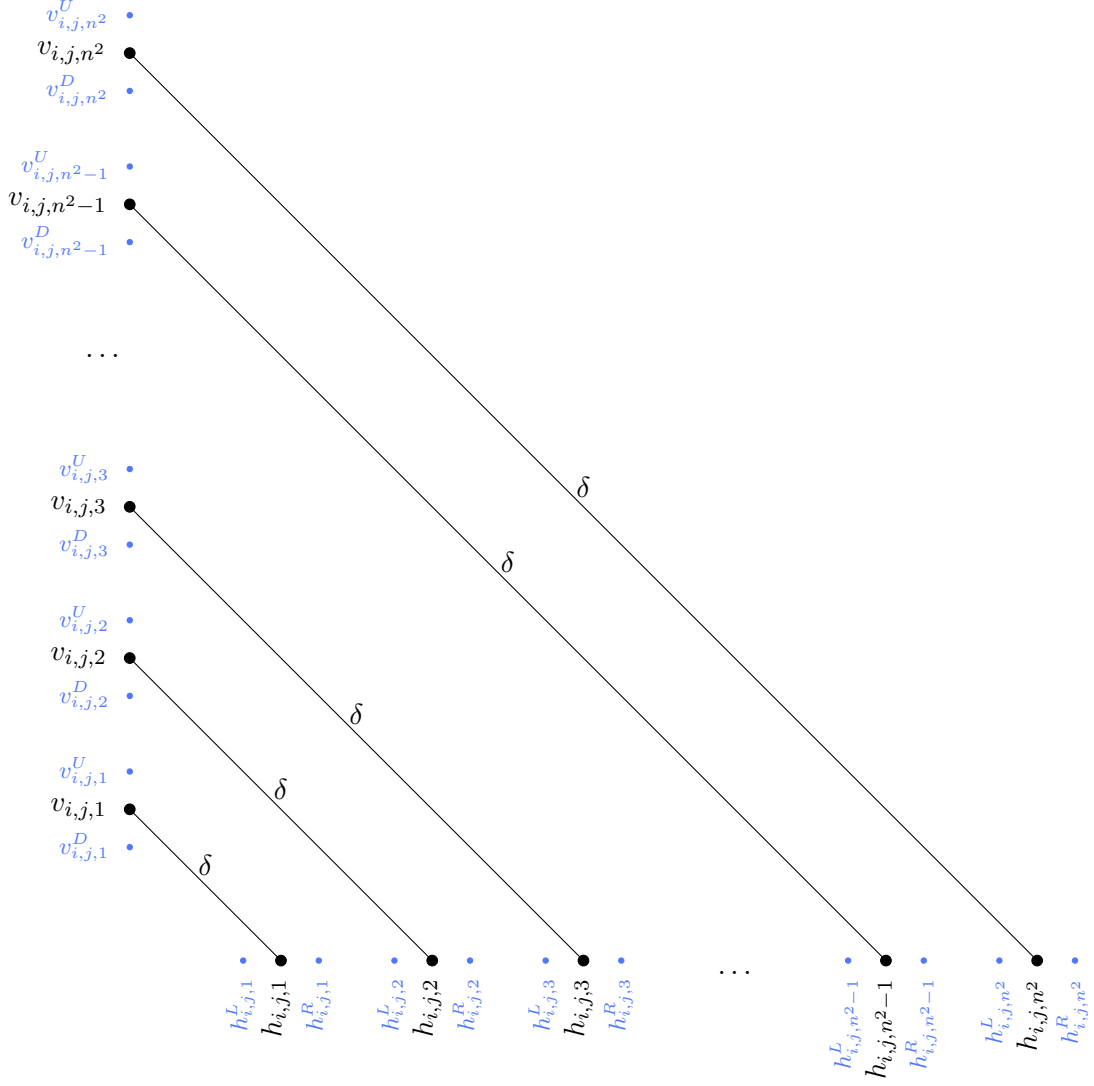 v^U_{i,j,n^2}
v_{i,j,n^2}
v^D_{i,j,n^2}
v^U_{i,j,n^2-1}
v_{i,j,n^2-1}
v^D_{i,j,n^2-1}
...
v^U_{i,j,3}
δ
v_{i,j,3}
v^D_{i,j,3}
δ
v^U_{i,j,2}
v_{i,j,2}
v^D_{i,j,2}
δ
v^U_{i,j,1}
δ
v_{i,j,1}
v^D_{i,j,1}
δ
...
h^L_{i,j,1}
h_{i,j,1}
h^R_{i,j,1}
h^L_{i,j,2}
h_{i,j,2}
h^R_{i,j,2}
h^L_{i,j,3}
h_{i,j,3}
h^R_{i,j,3}
h^L_{i,j,n^2-1}
h_{i,j,n^2-1}
h^R_{i,j,n^2-1}
h^L_{i,j,n^2}
h_{i,j,n^2}
h^R_{i,j,n^2}